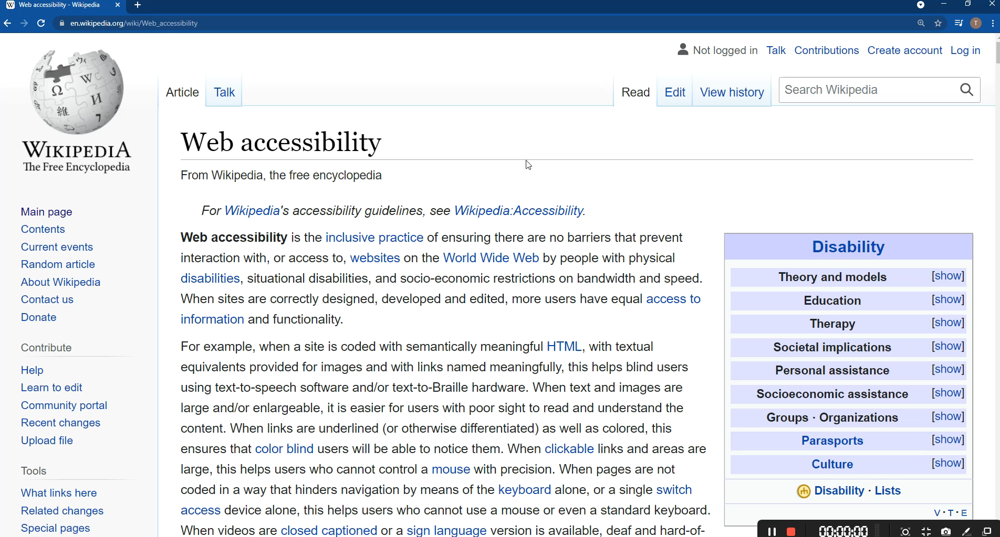 Web accessibility - Wikipedia
en.wikipedia.org/wiki/Web_accessibility
T
Not logged in Talk Contributions Create account Log in
Article Talk
Read Edit View history
Search Wikipedia
WIKIPEDIA
The Free Encyclopedia
Main page
Contents
Current events
Random article
About Wikipedia
Contact us
Donate
Contribute
Help
Learn to edit
Community portal
Recent changes
Upload file
Tools
What links here
Related changes
Special pages
Web accessibility
From Wikipedia, the free encyclopedia
For Wikipedia's accessibility guidelines, see Wikipedia:Accessibility.
Web accessibility is the inclusive practice of ensuring there are no barriers that prevent
interaction with, or access to, websites on the World Wide Web by people with physical
disabilities, situational disabilities, and socio-economic restrictions on bandwidth and speed.
When sites are correctly designed, developed and edited, more users have equal access to
information and functionality.
For example, when a site is coded with semantically meaningful HTML, with textual
equivalents provided for images and with links named meaningfully, this helps blind users
using text-to-speech software and/or text-to-Braille hardware. When text and images are
large and/or enlargeable, it is easier for users with poor sight to read and understand the
content. When links are underlined (or otherwise differentiated) as well as colored, this
ensures that color blind users will be able to notice them. When clickable links and areas are
large, this helps users who cannot control a mouse with precision. When pages are not
coded in a way that hinders navigation by means of the keyboard alone, or a single switch
access device alone, this helps users who cannot use a mouse or even a standard keyboard.
When videos are closed captioned or a sign language version is available, deaf and hard-of-
Disability
Theory and models [show]
Education [show]
Therapy [show]
Societal implications [show]
Personal assistance [show]
Socioeconomic assistance [show]
Groups · Organizations [show]
Parasports [show]
Culture [show]
Disability · Lists
V · T · E
00:00:00